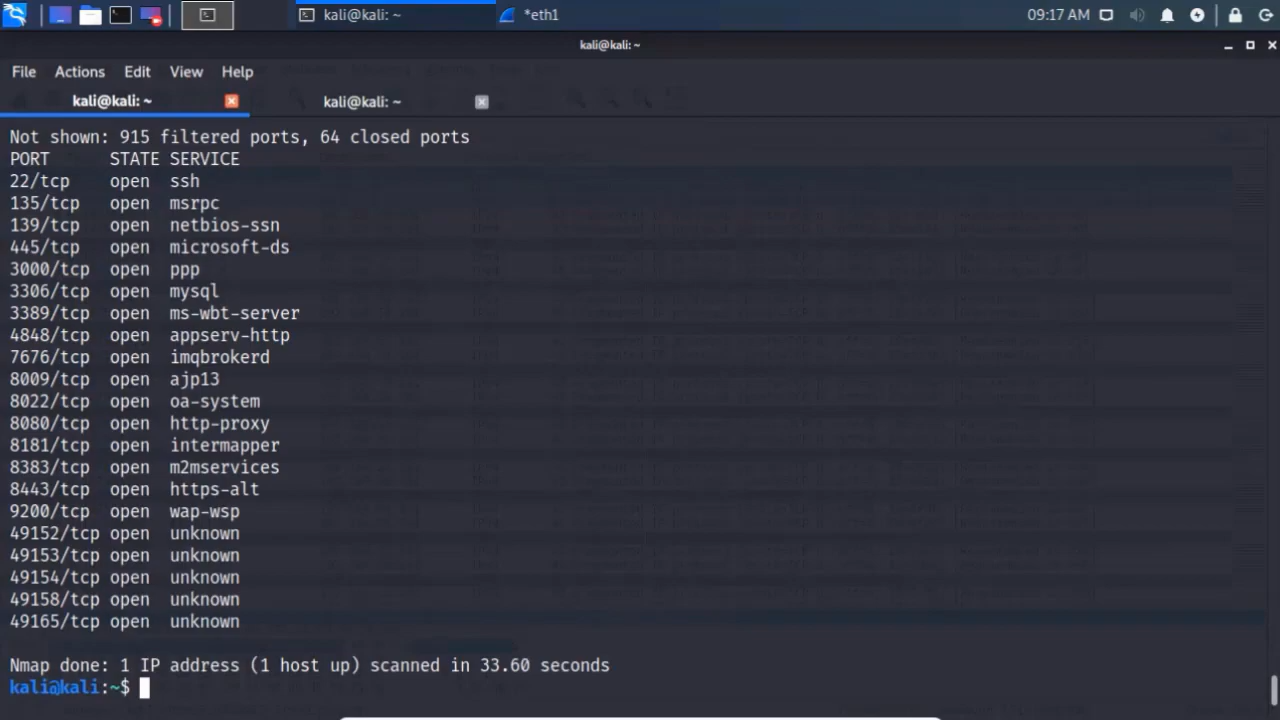 kali@kali: ~
*eth1
09:17 AM
kali@kali: ~
File Actions Edit View Help
kali@kali: ~
kali@kali: ~
Not shown: 915 filtered ports, 64 closed ports
PORT STATE SERVICE
22/tcp open ssh
135/tcp open msrpc
139/tcp open netbios-ssn
445/tcp open microsoft-ds
3000/tcp open ppp
3306/tcp open mysql
3389/tcp open ms-wbt-server
4848/tcp open appserv-http
7676/tcp open imqbrokerd
8009/tcp open ajp13
8022/tcp open oa-system
8080/tcp open http-proxy
8181/tcp open intermapper
8383/tcp open m2mservices
8443/tcp open https-alt
9200/tcp open wap-wsp
49152/tcp open unknown
49153/tcp open unknown
49154/tcp open unknown
49158/tcp open unknown
49165/tcp open unknown
Nmap done: 1 IP address (1 host up) scanned in 33.60 seconds
kali@kali:~$